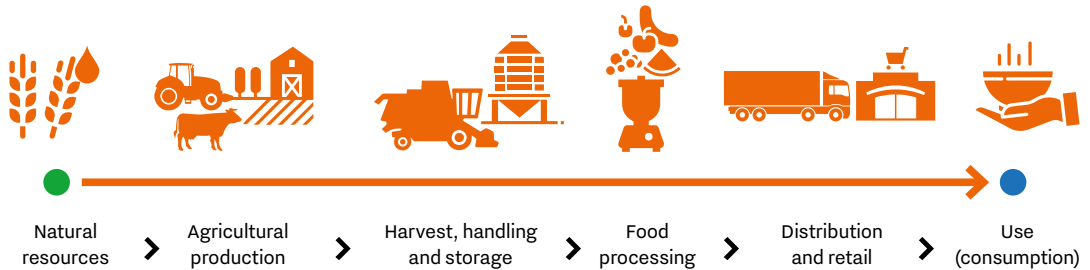 Natural
resources
Agricultural
production
Harvest, handling
and storage
Food
processing
Distribution
and retail
Use
(consumption)